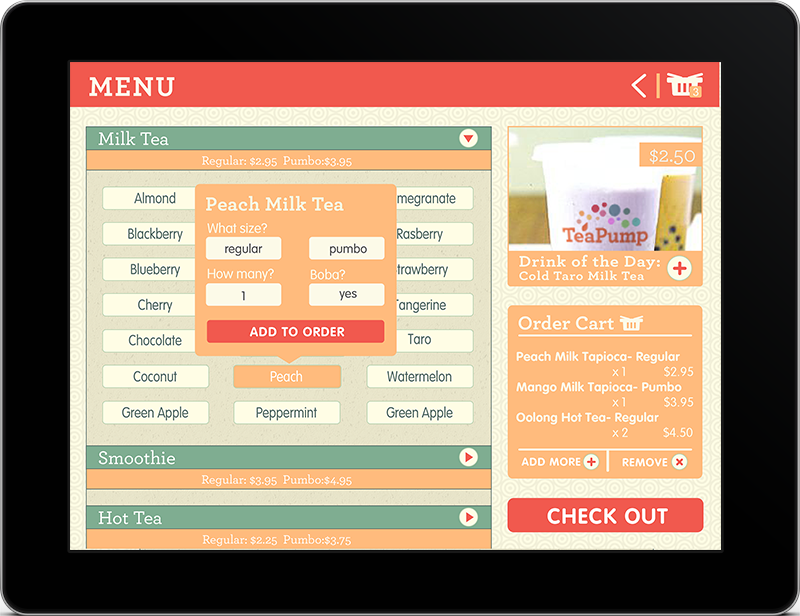 MENU
3
Milk Tea
Regular: $2.95 Pumbo:$3.95
Almond
megranate
Blackberry
Rasberry
Blueberry
trawberry
Cherry
angerine
Chocolate
Taro
Coconut
Peach
Watermelon
Green Apple
Peppermint
Green Apple
Peach Milk Tea
What size?
regular
pumbo
How many?
Boba?
1
yes
ADD TO ORDER
Smoothie
Regular: $3.95 Pumbo:$4.95
Hot Tea
Regular: $2.25 Pumbo:$3.75
$2.50
TeaPump
Drink of the Day:
Cold Taro Milk Tea
Order Cart
Peach Milk Tapioca- Regular
x 1 $2.95
Mango Milk Tapioca- Pumbo
x 1 $3.95
Oolong Hot Tea- Regular
x 2 $4.50
ADD MORE
REMOVE
CHECK OUT